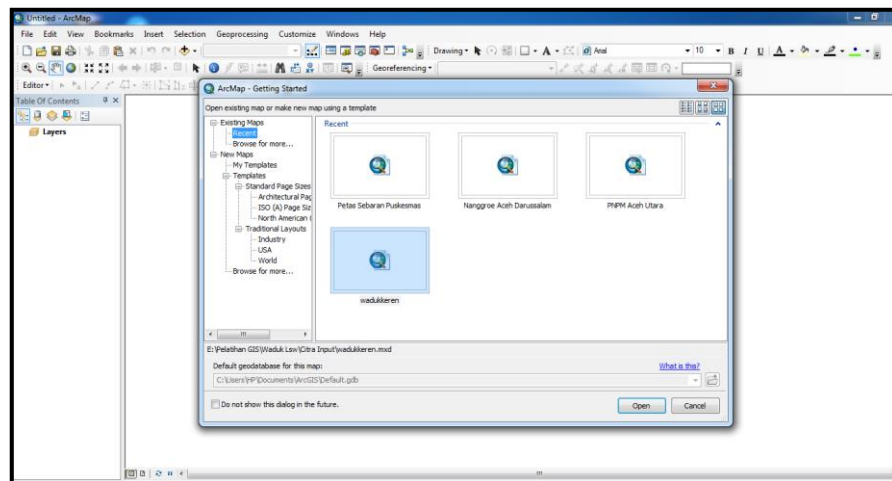 Untitled - ArcMap
File Edit View Bookmarks Insert Selection Geoprocessing Customize Windows Help
Drawing Arial 10 B I U A
Georeferencing
Editor
Table Of Contents
Layers
ArcMap - Getting Started
Open existing map or make new map using a template
Existing Maps
Recent
Browse for more...
New Maps
My Templates
Templates
Standard Page Sizes
Architectural Pag
ISO (A) Page Siz
North American (
Traditional Layouts
Industry
USA
World
Browse for more...
Recent
Petas Sebaran Puskesmas
Nanggroe Aceh Darussalam
PNPM Aceh Utara
wadukkeren
E:\Pelatihan GIS\Waduk Lsw\Citra Input\wadukkeren.mxd
Default geodatabase for this map:
What is this?
C:\Users\HP\Documents\ArcGIS\Default.gdb
Do not show this dialog in the future.
Open
Cancel